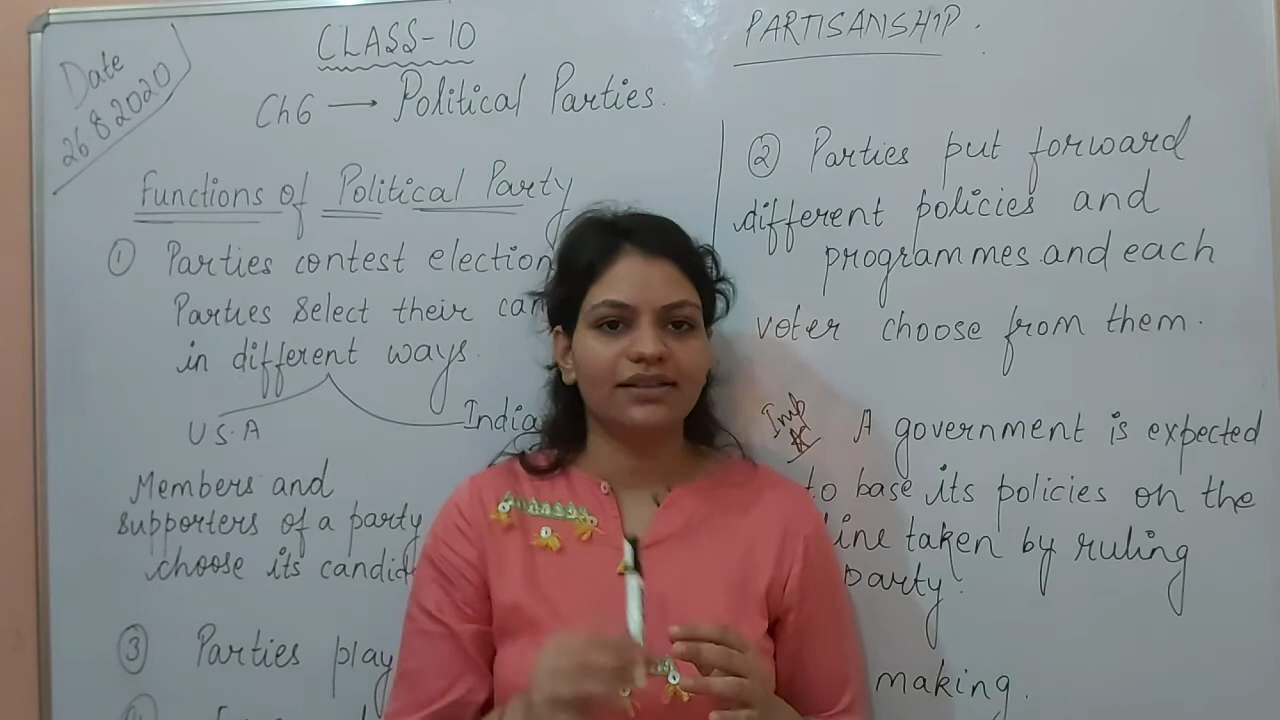 Date
26 8 2020
CLASS-10
Ch6 → Political Parties.
PARTISANSHIP.
Functions of Political Party
① Parties contest election
Parties Select their can
in different ways.
U S.A
India
Members and
supporters of a party
choose its candid
③ Parties play
② Parties put forward
different policies and
programmes and each
voter choose from them.
Imp
A government is expected
to base its policies on the
line taken by ruling
party.
making.